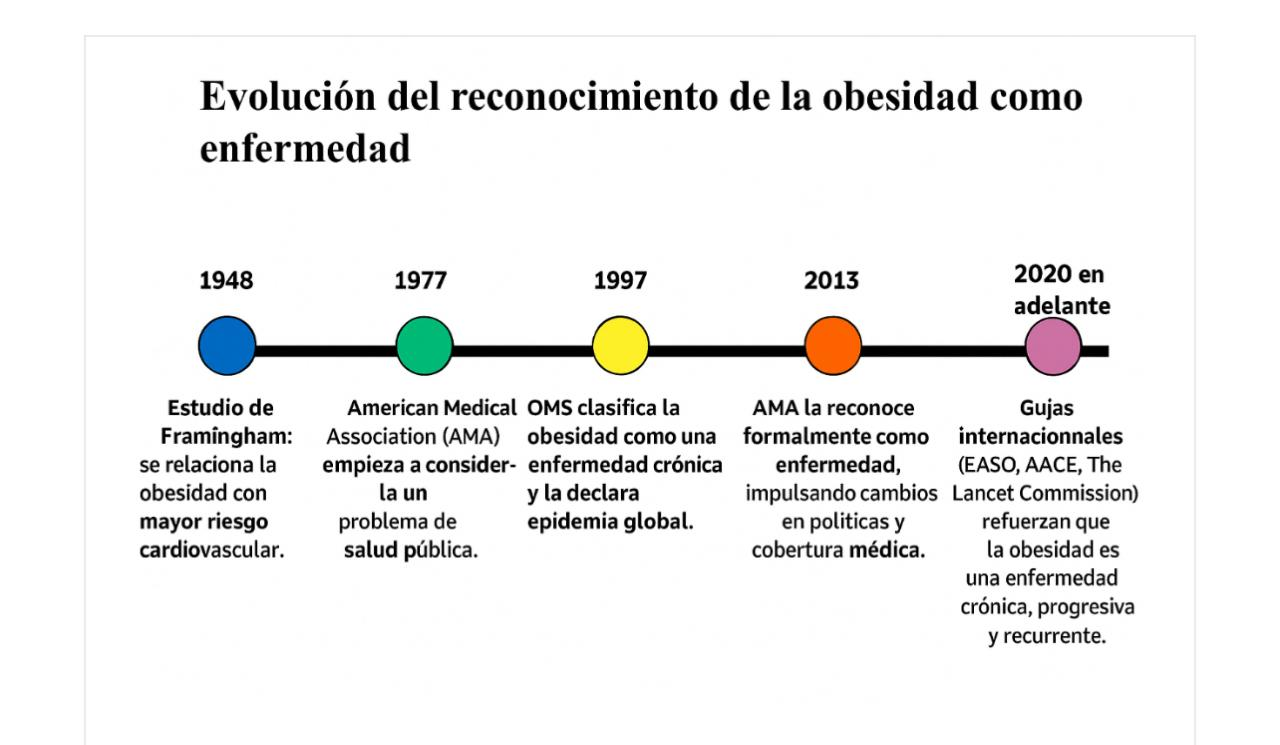 Evolución del reconocimiento de la obesidad como
enfermedad
1948
1977
1997
2013
2020 en
adelante
Estudio de
Framingham:
se relaciona la
obesidad con
mayor riesgo
cardiovascular.
American Medical
Association (AMA)
empieza a consider-
la un
problema de
salud pública.
OMS clasifica la
obesidad como una
enfermedad crónica
y la declara
epidemia global.
AMA la reconoce
formalmente como
enfermedad,
impulsando cambios
en politicas y
cobertura médica.
Gujas
internacionnales
(EASO, AACE, The
Lancet Commission)
refuerzan que
la obesidad es
una enfermedad
crónica, progresiva
y recurrente.